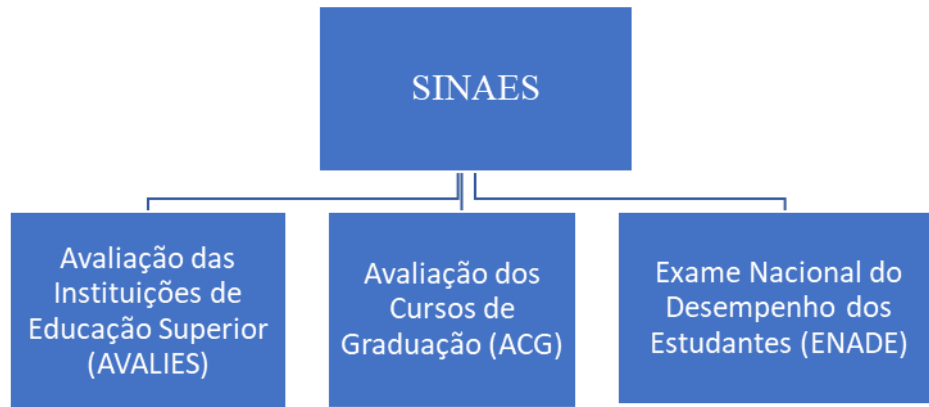 SINAES
Avaliação das
Instituições de
Educação Superior
(AVALIES)
Avaliação dos
Cursos de
Graduação (ACG)
Exame Nacional do
Desempenho dos
Estudantes (ENADE)